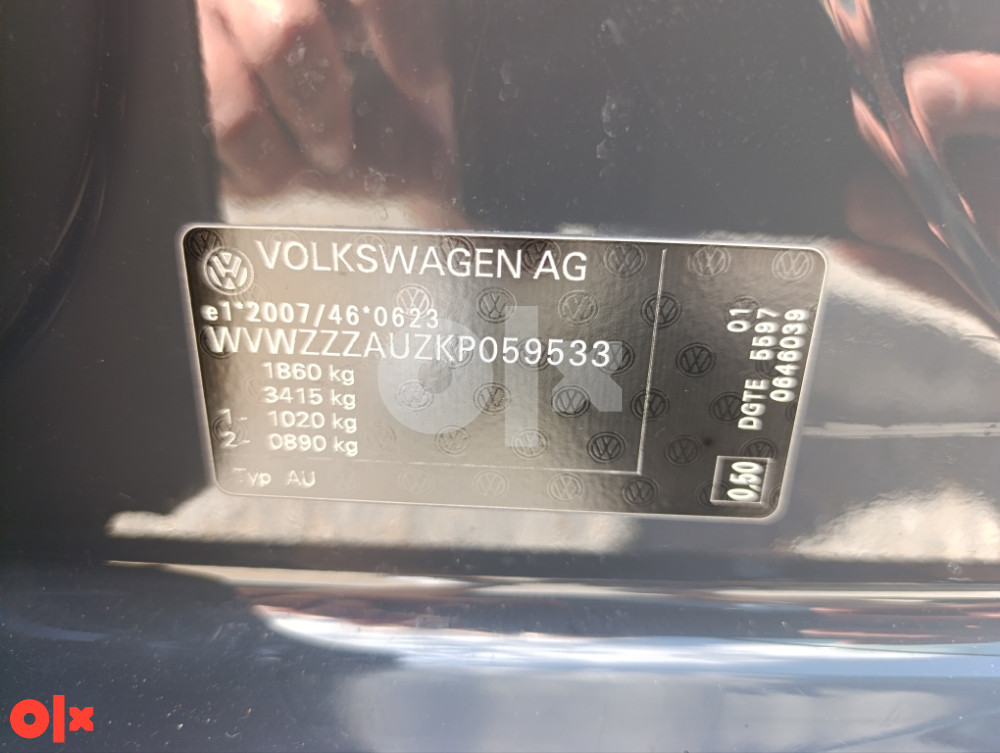 VOLKSWAGEN AG
e1*2007/46*0623
WVWZZZAUZKP059533
1860 kg
3415 kg
1- 1020 kg
2- 0890 kg
Typ AU
01
DGTE 5597
0646039
0,50
olx
olx